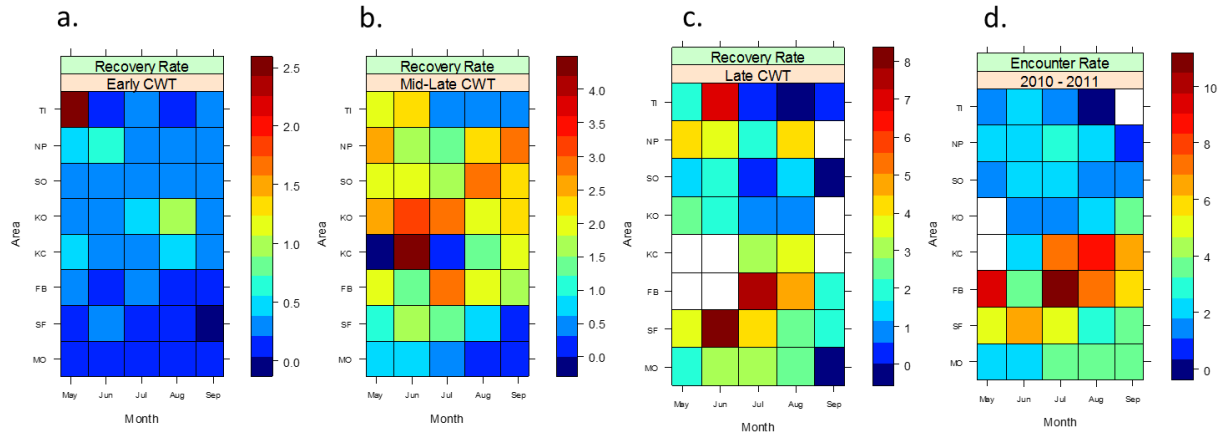 a.
Recovery Rate
Early CWT
TI
NP
SO
KO
KC
FB
SF
MO
Area
May Jun Jul Aug Sep
Month
2.5
2.0
1.5
1.0
0.5
0.0
b.
Recovery Rate
Mid-Late CWT
TI
NP
SO
KO
KC
FB
SF
MO
Area
May Jun Jul Aug Sep
Month
4.0
3.5
3.0
2.5
2.0
1.5
1.0
0.5
0.0
c.
Recovery Rate
Late CWT
TI
NP
SO
KO
KC
FB
SF
MO
Area
May Jun Jul Aug Sep
Month
8
7
6
5
4
3
2
1
0
d.
Encounter Rate
2010 - 2011
TI
NP
SO
KO
KC
FB
SF
MO
Area
May Jun Jul Aug Sep
Month
10
8
6
4
2
0